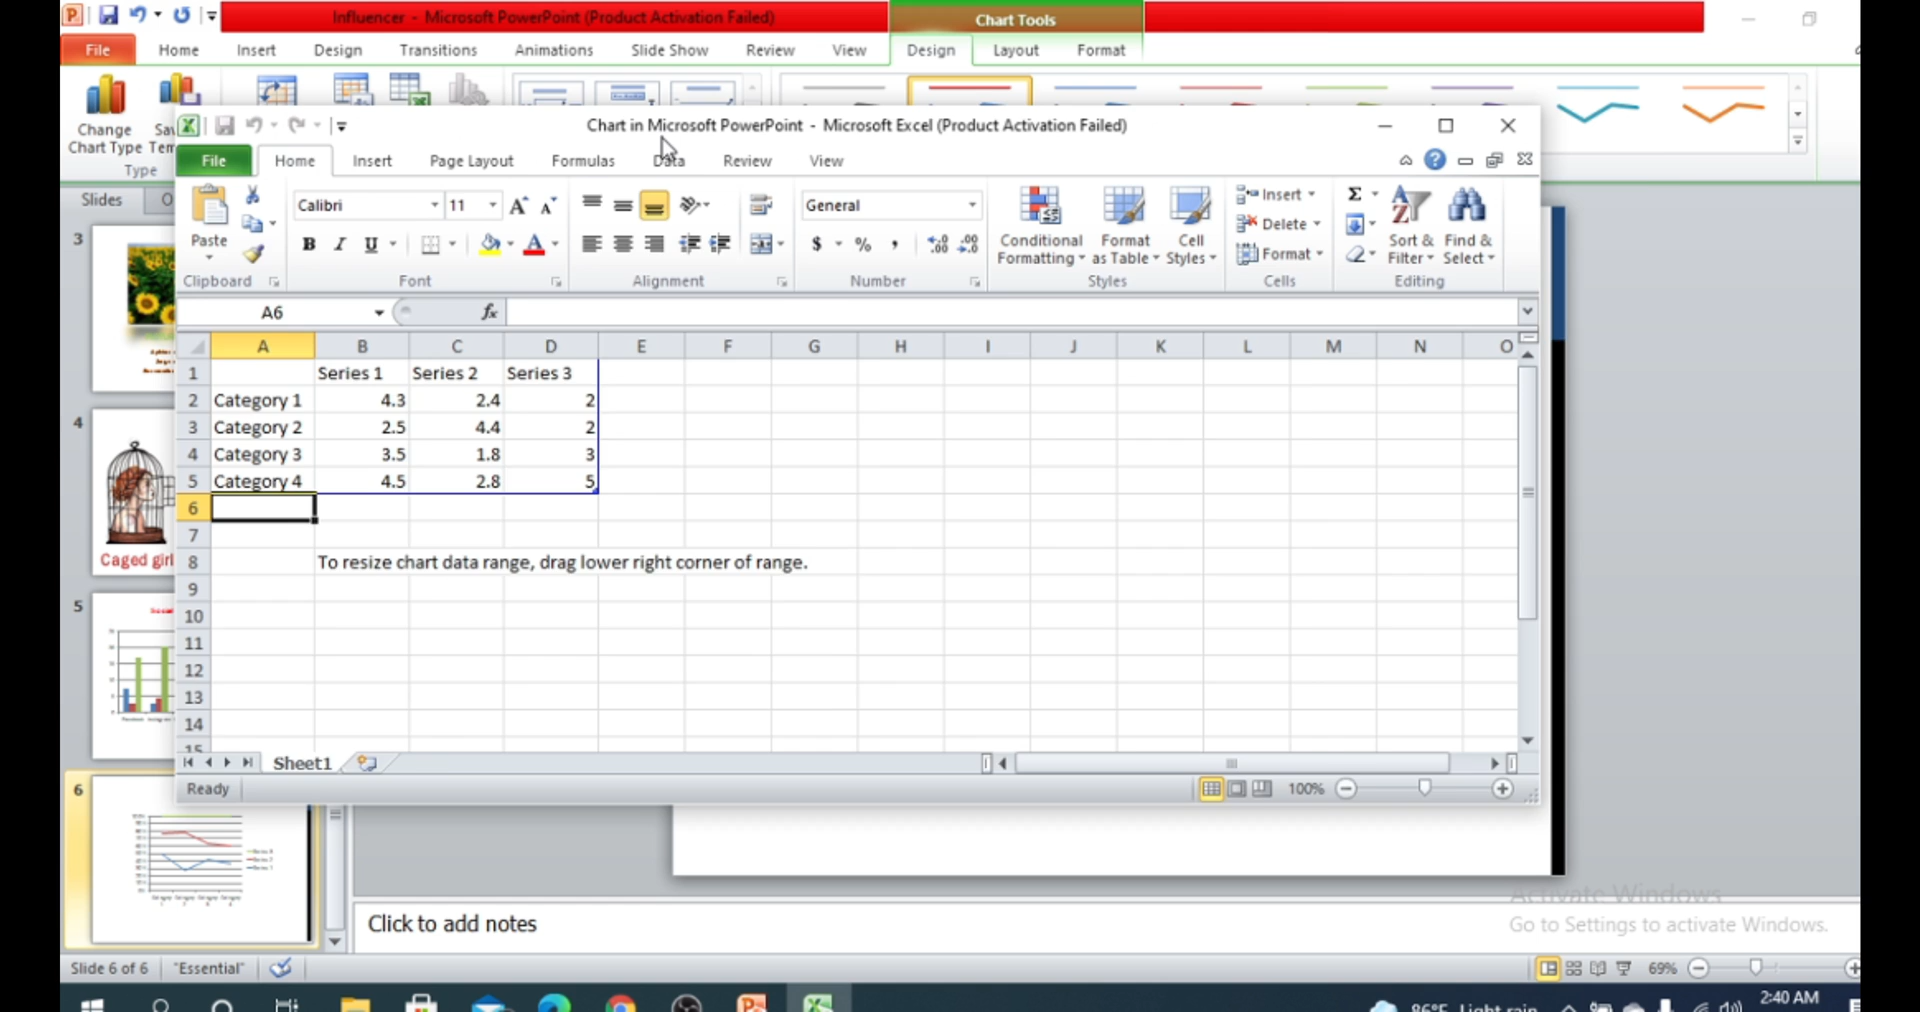 Influencer - Microsoft PowerPoint (Product Activation Failed)
Chart Tools
File Home Insert Design Transitions Animations Slide Show Review View Design Layout Format
Change
Chart Type
Type
Chart in Microsoft PowerPoint - Microsoft Excel (Product Activation Failed)
File Home Insert Page Layout Formulas Data Review View
Paste
Clipboard
Calibri 11
B I U
Font
Alignment
General
$ % ,
Number
Conditional
Formatting
Format
as Table
Cell
Styles
Styles
Insert
Delete
Format
Cells
Sort &
Filter
Find &
Select
Editing
A6 fx
A B C D E F G H I J K L M N O
1 Series 1 Series 2 Series 3
2 Category 1 4.3 2.4 2
3 Category 2 2.5 4.4 2
4 Category 3 3.5 1.8 3
5 Category 4 4.5 2.8 5
6
7
8 To resize chart data range, drag lower right corner of range.
9
10
11
12
13
14
15
Sheet1
Ready
100%
Slides
3
4
Caged girl
5
6
Click to add notes
Activate Windows
Go to Settings to activate Windows.
Slide 6 of 6 "Essential" 69%
86°F Light rain
2:40 AM